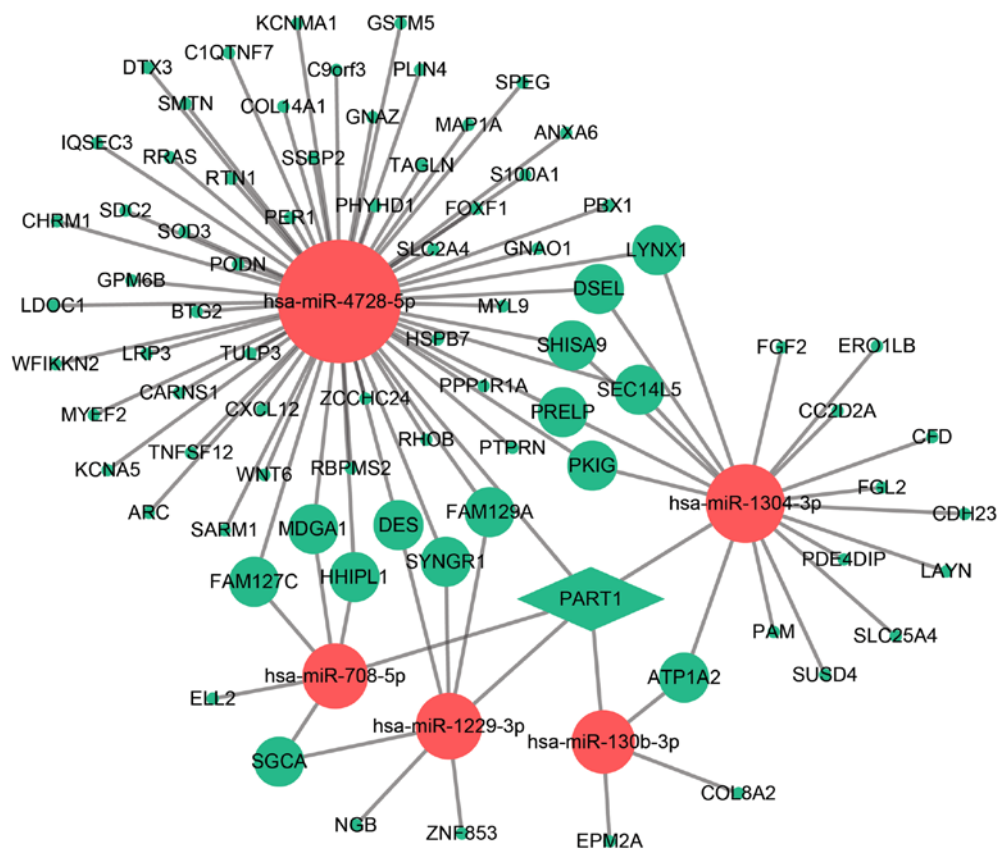 KCNMA1
GSTM5
C1QTNF7
DTX3
C9orf3
PLIN4
SPEG
SMTN
COL14A1
GNAZ
MAP1A
ANXA6
IQSEC3
RRAS
SSBP2
TAGLN
RTN1
S100A1
SDC2
PER1
PHYHD1
FOXF1
PBX1
CHRM1
SOD3
SLC2A4
GNAO1
LYNX1
PODN
GPM6B
DSEL
LDOC1
hsa-miR-4728-5p
MYL9
BTG2
HSPB7
SHISA9
FGF2
ERO1LB
WFIKKN2
LRP3
TULP3
PPP1R1A
SEC14L5
CARNS1
ZCCHC24
MYEF2
CXCL12
PRELP
CC2D2A
RHOB
PTPRN
CFD
TNFSF12
KCNA5
WNT6
RBPMS2
PKIG
FGL2
hsa-miR-1304-3p
CDH23
ARC
SARM1
MDGA1
DES
FAM129A
PDE4DIP
LAYN
FAM127C
HHIPL1
SYNGR1
PART1
PAM
SLC25A4
SUSD4
hsa-miR-708-5p
ATP1A2
ELL2
hsa-miR-1229-3p
hsa-miR-130b-3p
SGCA
COL8A2
NGB
ZNF853
EPM2A